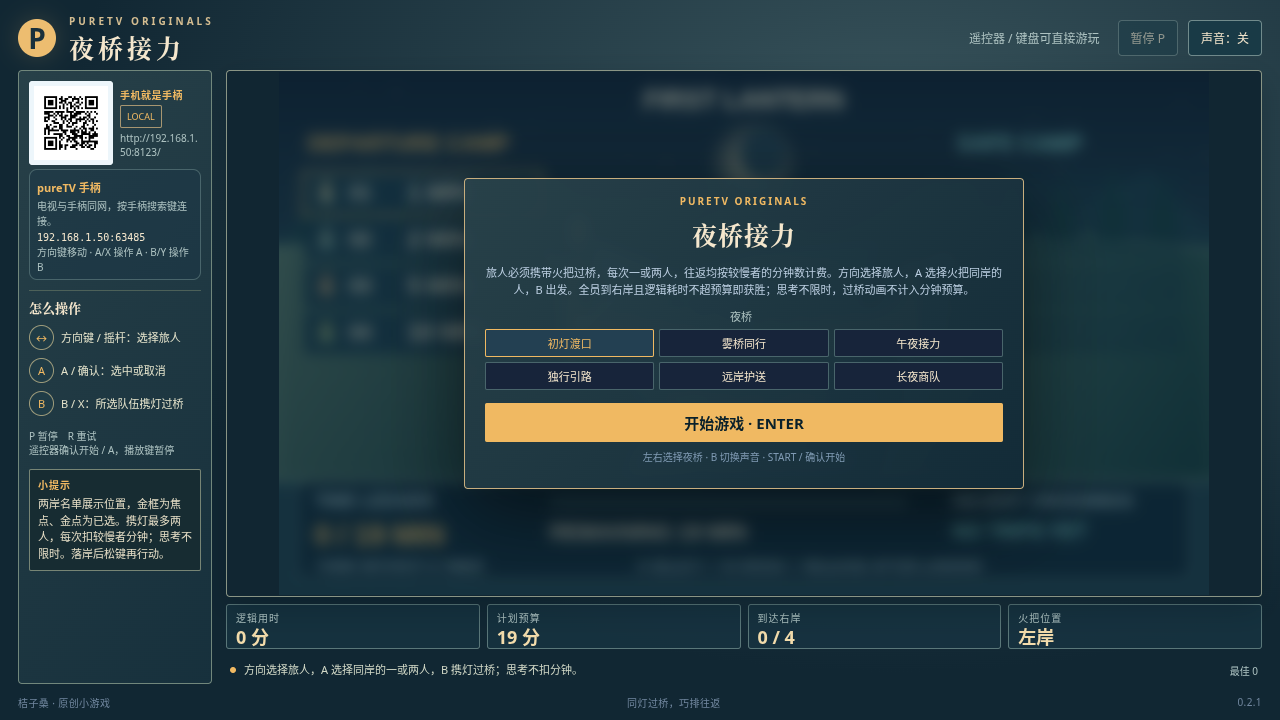 P
PURETV ORIGINALS
夜桥接力
遥控器 / 键盘可直接游玩
暂停 P
声音：关
手机就是手柄
LOCAL
http://192.168.1.
50:8123/
pureTV 手柄
电视与手柄同网，按手柄搜索键连
接。
192.168.1.50:63485
方向键移动 · A/X 操作 A · B/Y 操作
B
怎么操作
↔ 方向键 / 摇杆：选择旅人
A A / 确认：选中或取消
B B / X：所选队伍携灯过桥
P 暂停 R 重试
遥控器确认开始 / A，播放键暂停
小提示
两岸名单展示位置，金框为焦
点、金点为已选。携灯最多两
人，每次扣较慢者分钟；思考不
限时。落岸后松键再行动。
FIRST LANTERN
DEPARTURE CAMP
SAFE CAMP
PURETV ORIGINALS
夜桥接力
旅人必须携带火把过桥，每次一或两人，往返均按较慢者的分钟数计费。方向选择旅人，A 选择火把同岸的
人，B 出发。全员到右岸且逻辑耗时不超预算即获胜；思考不限时，过桥动画不计入分钟预算。
夜桥
初灯渡口
雾桥同行
午夜接力
独行引路
远岸护送
长夜商队
开始游戏 · ENTER
左右选择夜桥 · B 切换声音 · START / 确认开始
逻辑用时
0 分
计划预算
19 分
到达右岸
0 / 4
火把位置
左岸
方向选择旅人，A 选择同岸的一或两人，B 携灯过桥；思考不扣分钟。
最佳 0
桔子桑 · 原创小游戏
同灯过桥，巧排往返
0.2.1